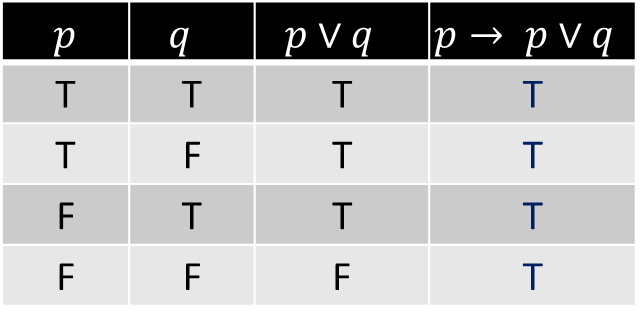 p q p ∨ q p → p ∨ q
T T T T
T F T T
F T T T
F F F T